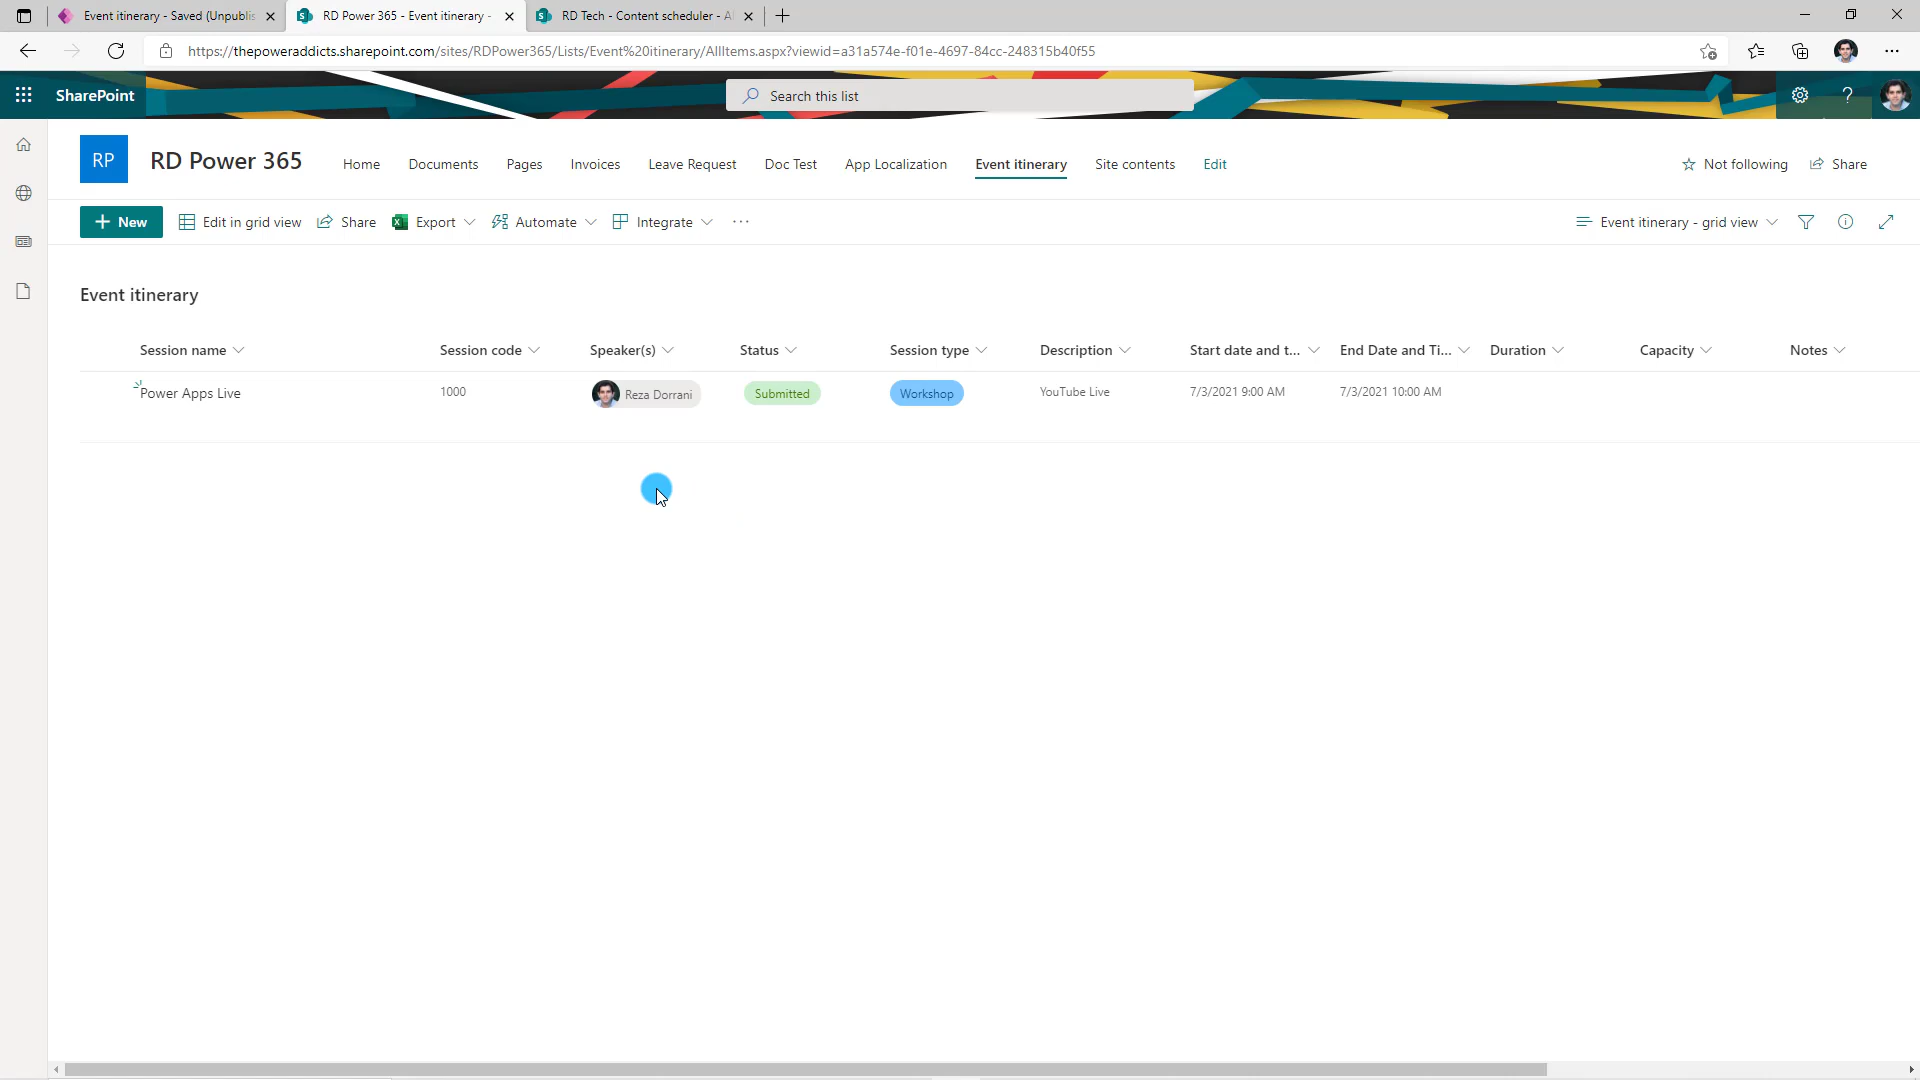 Event itinerary - Saved (Unpublis
RD Power 365 - Event itinerary -
RD Tech - Content scheduler - Al
https://thepoweraddicts.sharepoint.com/sites/RDPower365/Lists/Event%20itinerary/AllItems.aspx?viewid=a31a574e-f01e-4697-84cc-248315b40f55
SharePoint
Search this list
RP
RD Power 365
Home
Documents
Pages
Invoices
Leave Request
Doc Test
App Localization
Event itinerary
Site contents
Edit
Not following
Share
New
Edit in grid view
Share
Export
Automate
Integrate
Event itinerary - grid view
Event itinerary
Session name
Session code
Speaker(s)
Status
Session type
Description
Start date and t...
End Date and Ti...
Duration
Capacity
Notes
Power Apps Live
1000
Reza Dorrani
Submitted
Workshop
YouTube Live
7/3/2021 9:00 AM
7/3/2021 10:00 AM